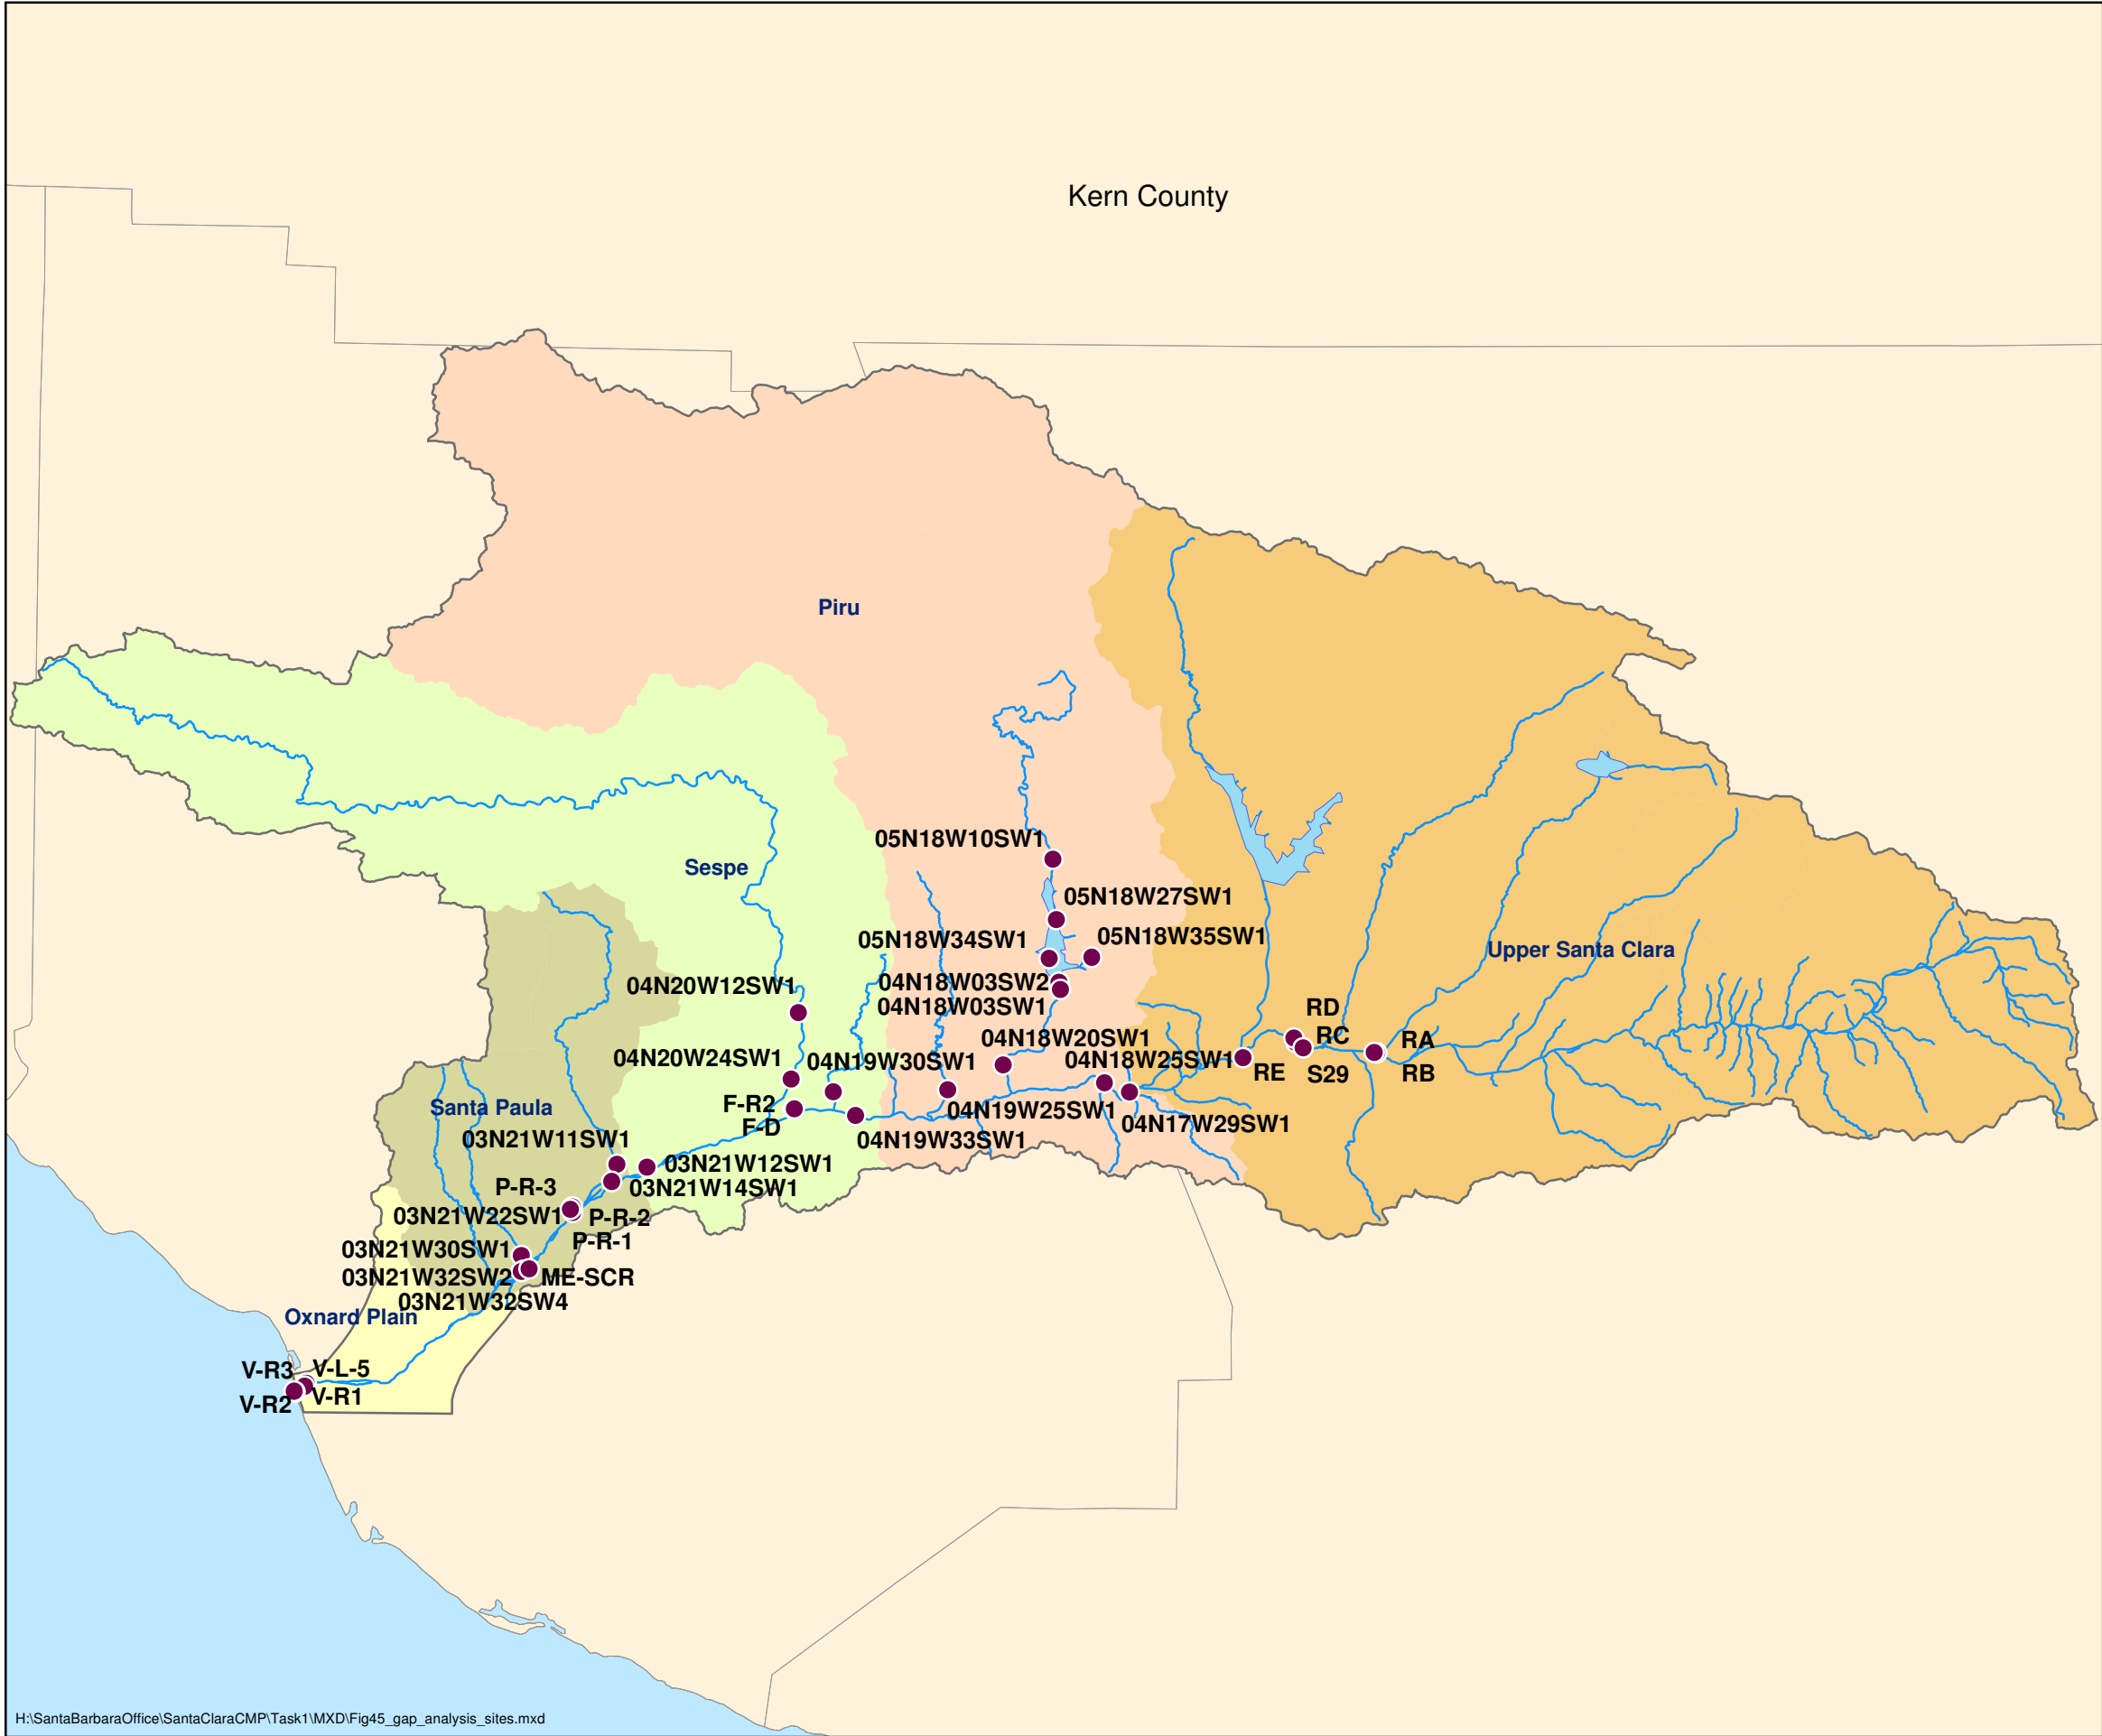 Kern County
Piru
05N18W10SW1
Sespe
05N18W27SW1
05N18W34SW1
05N18W35SW1
Upper Santa Clara
04N20W12SW1
04N18W03SW2
04N18W03SW1
RD
RC
RA
04N18W20SW1
04N20W24SW1
04N19W30SW1
04N18W25SW1
RE
S29
RB
F-R2
Santa Paula
04N19W25SW1
F-D
04N17W29SW1
03N21W11SW1
04N19W33SW1
03N21W12SW1
P-R-3
03N21W14SW1
03N21W22SW1
P-R-2
P-R-1
03N21W30SW1
03N21W32SW2
ME-SCR
03N21W32SW4
Oxnard Plain
V-R3
V-L-5
V-R1
V-R2
H:\SantaBarbaraOffice\SantaClaraCMP\Task1\MXD\Fig45_gap_analysis_sites.mxd